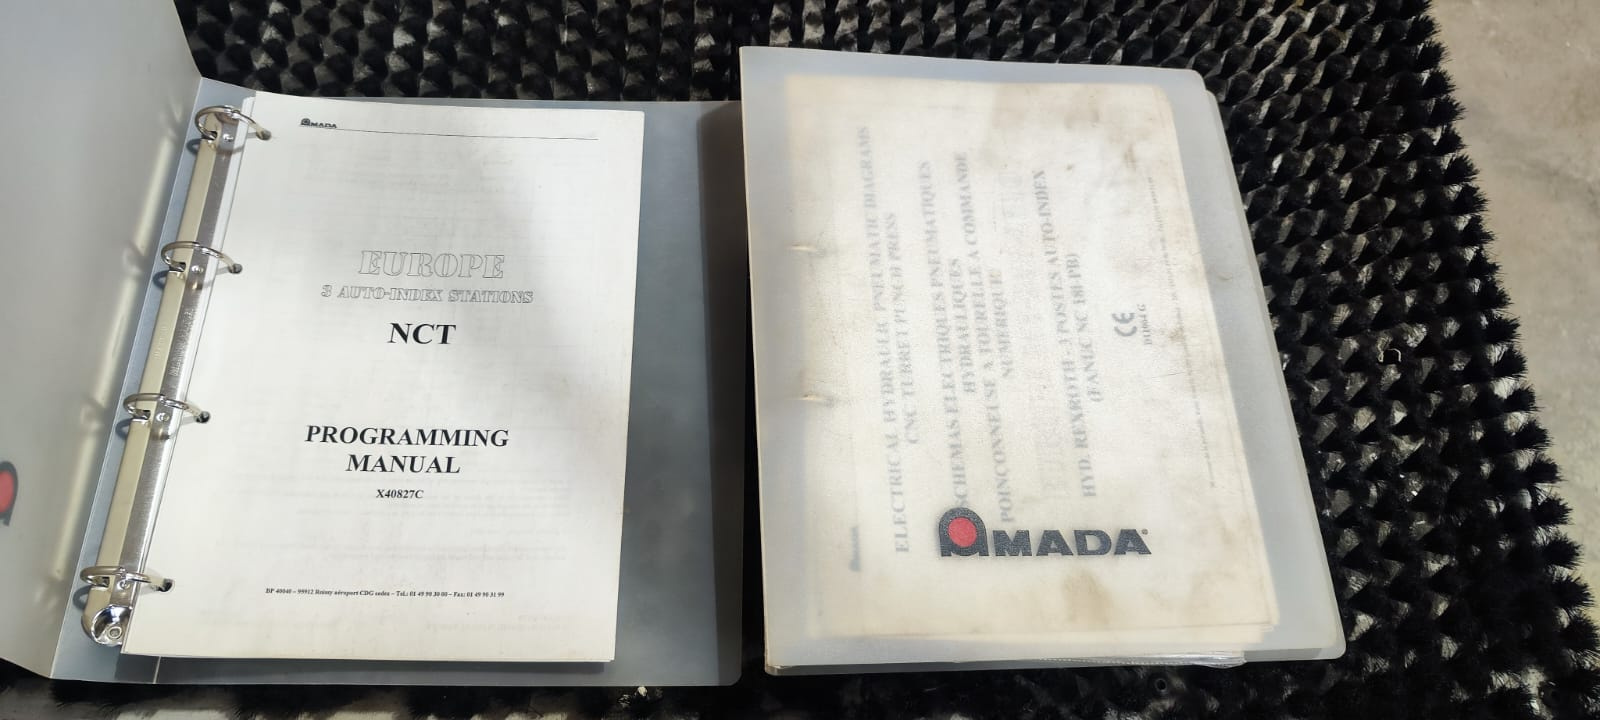 AMADA
EUROPE
3 AUTO-INDEX STATIONS
NCT
PROGRAMMING
MANUAL
X40827C
BP 40040 – 95912 Roissy aéroport CDG cedex – Tel.: 01 49 90 30 00 – Fax: 01 49 90 31 99
ELECTRICAL HYDRAULIC PNEUMATIC DIAGRAMS
CNC TURRET PUNCH PRESS
SCHEMAS ELECTRIQUES PNEUMATIQUES
HYDRAULIQUES
POINÇONNEUSE A TOURELLE A COMMANDE
NUMERIQUE
HYD. REXROTH - 3 POSTES AUTO-INDEX
(FANUC NC 18I-PB)
CE
AMADA